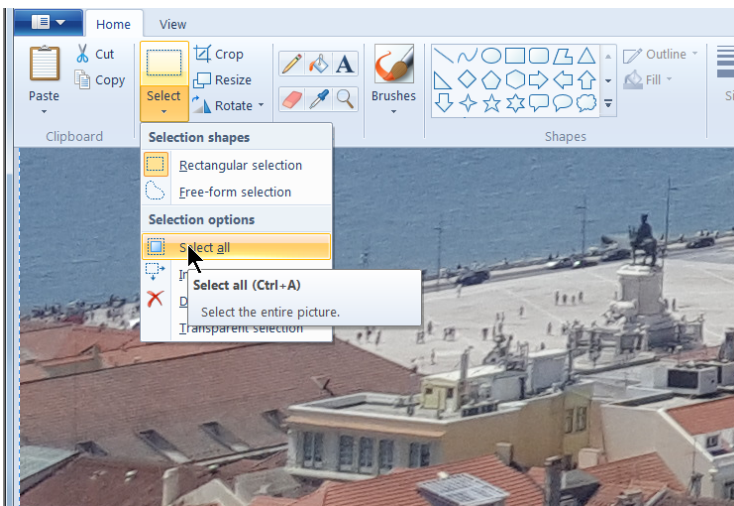 Home View
Cut
Copy
Paste
Clipboard
Select
Crop
Resize
Rotate
A
Brushes
Shapes
Outline
Fill
Selection shapes
Rectangular selection
Free-form selection
Selection options
Select all
Select all (Ctrl+A)
Select the entire picture.
Transparent selection